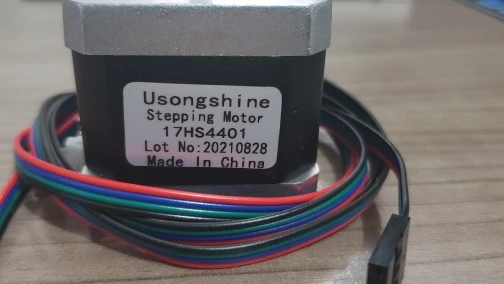 Usongshine
Stepping Motor
17HS4401
Lot No:20210828
Made In China